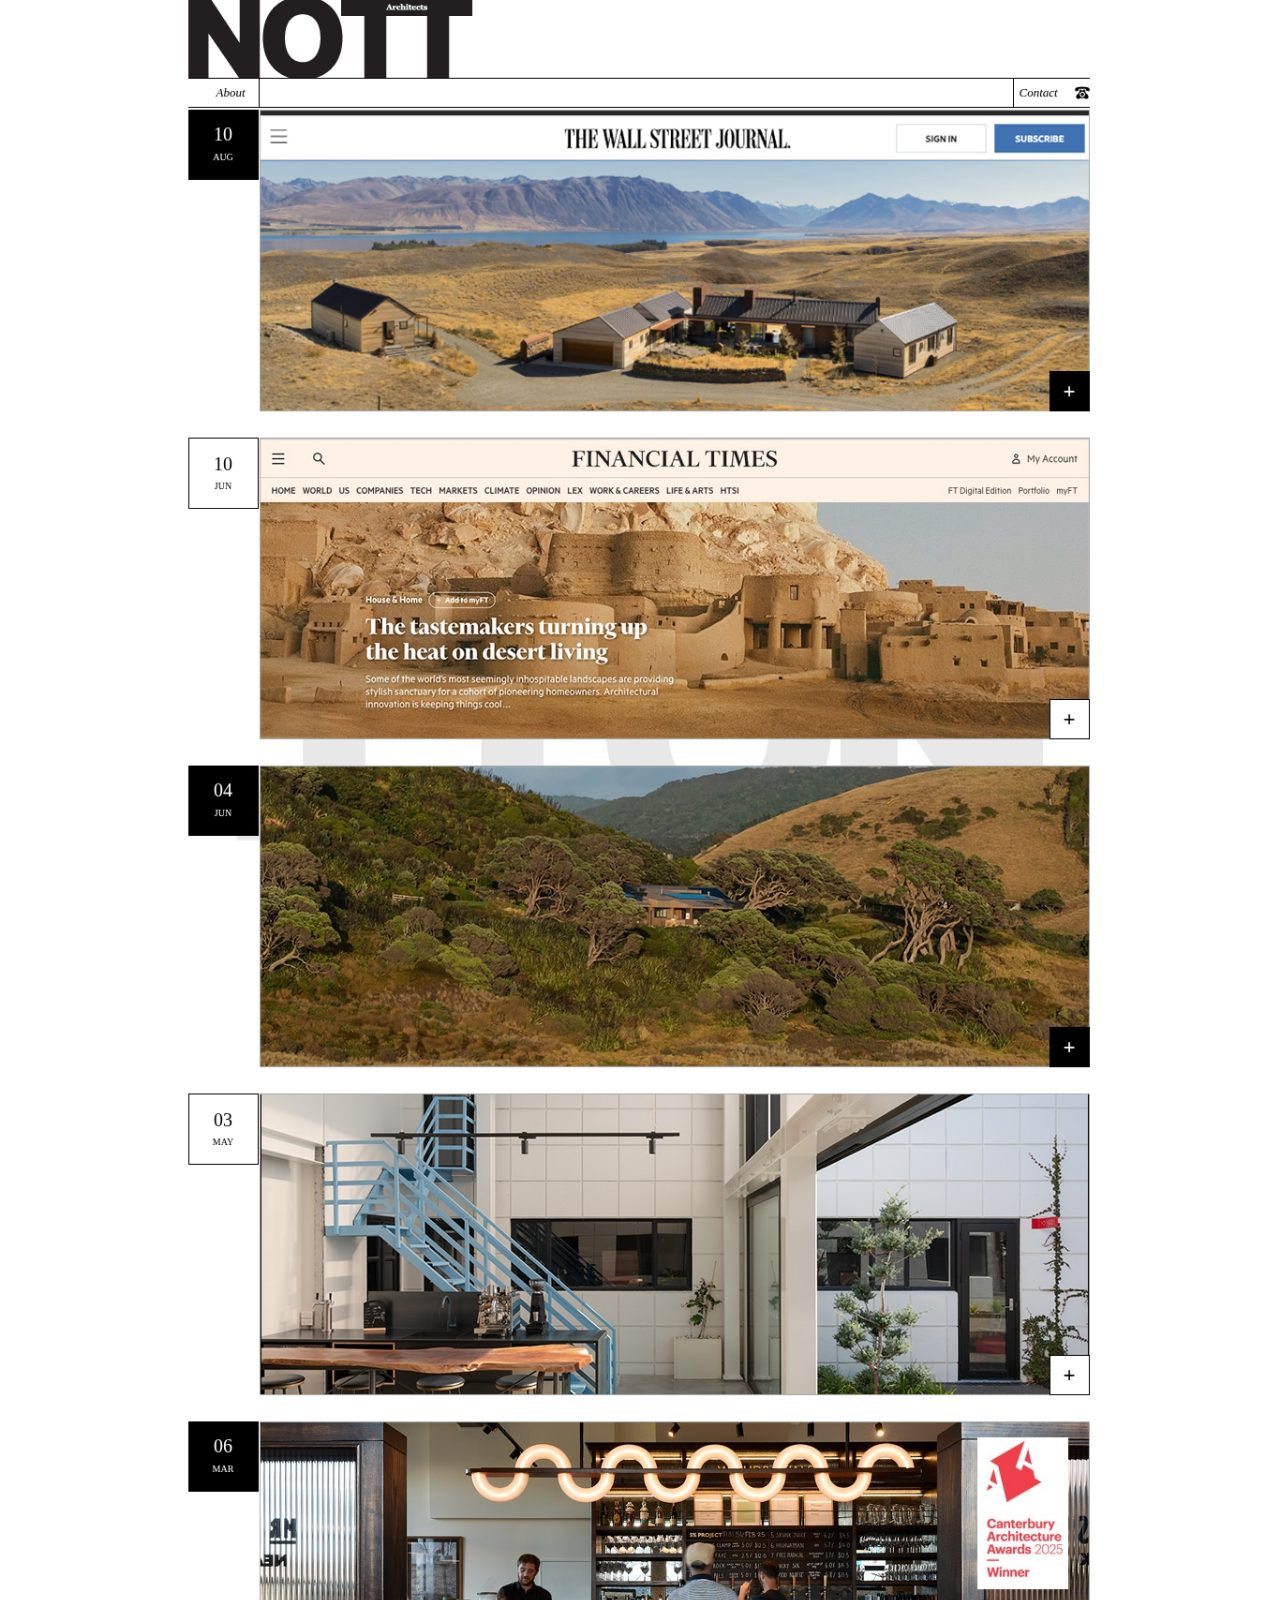 NOTT
Architects
About
Contact
10
AUG
THE WALL STREET JOURNAL.
SIGN IN
SUBSCRIBE
+
10
JUN
FINANCIAL TIMES
My Account
HOME WORLD US COMPANIES TECH MARKETS CLIMATE OPINION LEX WORK & CAREERS LIFE & ARTS HTSI
FT Digital Edition Portfolio myFT
House & Home
+ Add to myFT
The tastemakers turning up
the heat on desert living
Some of the world's most seemingly inhospitable landscapes are providing
stylish sanctuary for a cohort of pioneering homeowners. Architectural
innovation is keeping things cool…
+
04
JUN
+
03
MAY
+
06
MAR
Canterbury
Architecture
Awards 2025
Winner